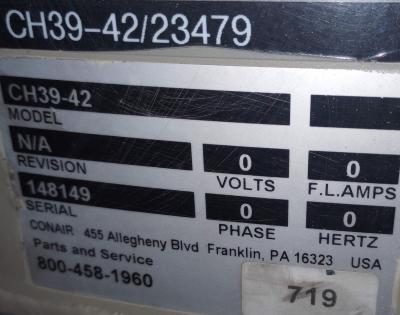 CH39-42/23479
CH39-42
MODEL
N/A
REVISION
0
VOLTS
0
F.L.AMPS
148149
SERIAL
0
PHASE
0
HERTZ
CONAIR 455 Allegheny Blvd Franklin, PA 16323 USA
Parts and Service
800-458-1960
719